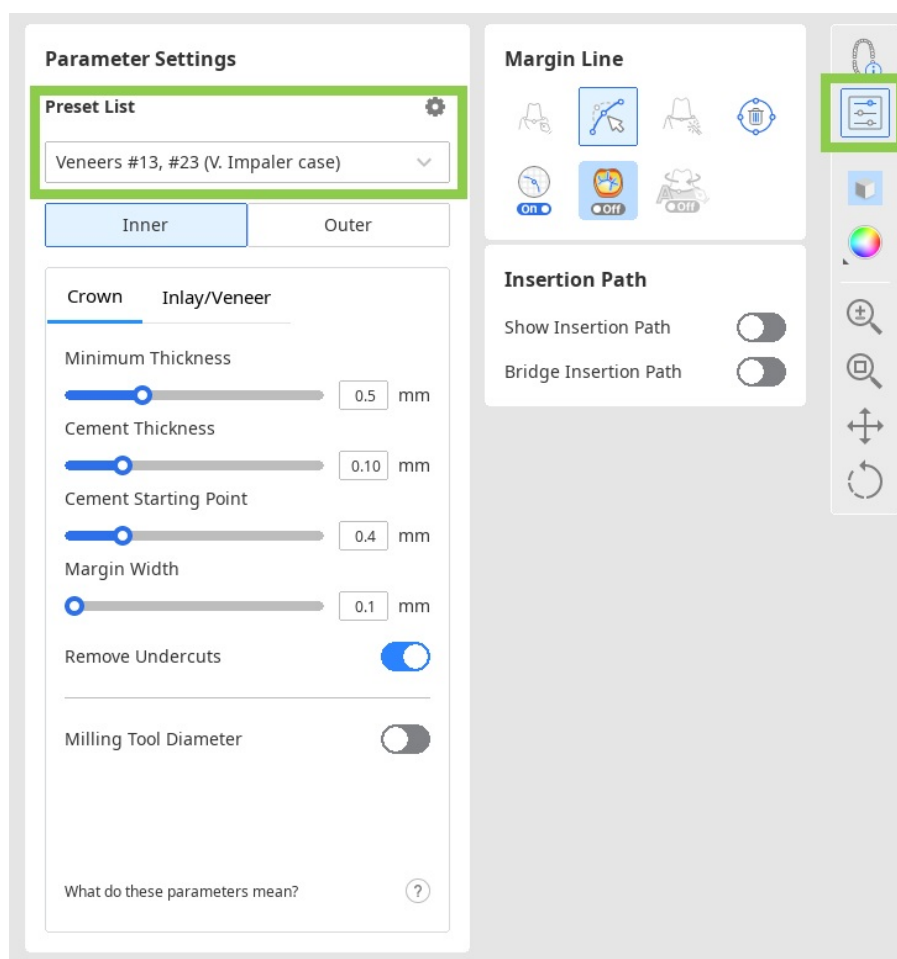 Parameter Settings
Preset List
Veneers #13, #23 (V. Impaler case)
Inner Outer
Crown Inlay/Veneer
Minimum Thickness
0.5 mm
Cement Thickness
0.10 mm
Cement Starting Point
0.4 mm
Margin Width
0.1 mm
Remove Undercuts
Milling Tool Diameter
What do these parameters mean? ?
Margin Line
On Off Off
Insertion Path
Show Insertion Path
Bridge Insertion Path